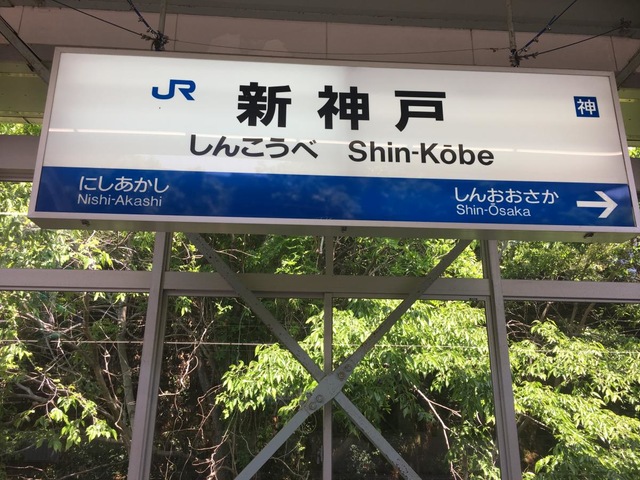 JR 新神戸 神
しんこうべ Shin-Kōbe
にしあかし しんおおさか
Nishi-Akashi Shin-Ōsaka →